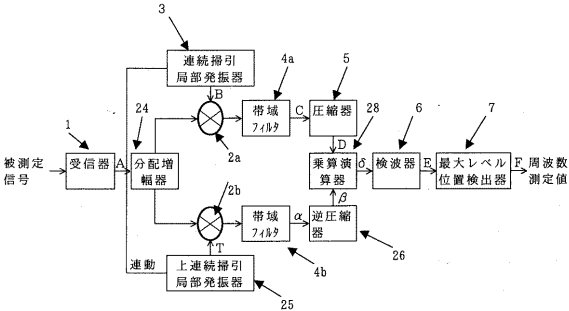 3
連続掃引
局部発振器
4a
5
6
7
24
B
1
帯域
フィルタ
C
圧縮器
28
2a
D
被測定
信号
受信器
A
分配増
幅器
乗算演
算器
δ
検波器
E
最大レベル
位置検出器
F
周波数
測定値
2b
β
帯域
フィルタ
α
逆圧縮
器
T
連動
上連続掃引
局部発振器
4b
26
25